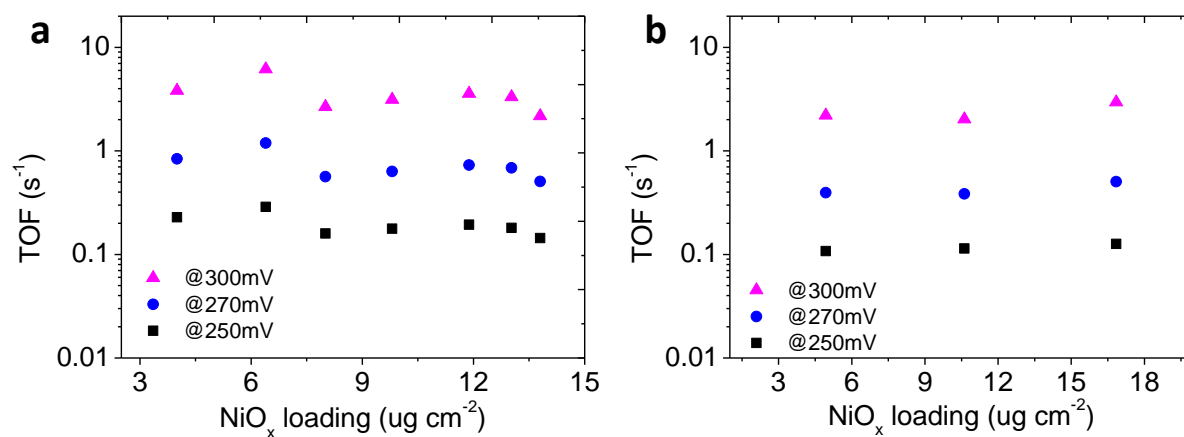 a
10
1
0.1
0.01
TOF (s⁻¹)
@300mV
@270mV
@250mV
3 6 9 12 15
NiOₓ loading (ug cm⁻²)
b
10
1
0.1
0.01
TOF (s⁻¹)
@300mV
@270mV
@250mV
3 6 9 12 15 18
NiOₓ loading (ug cm⁻²)